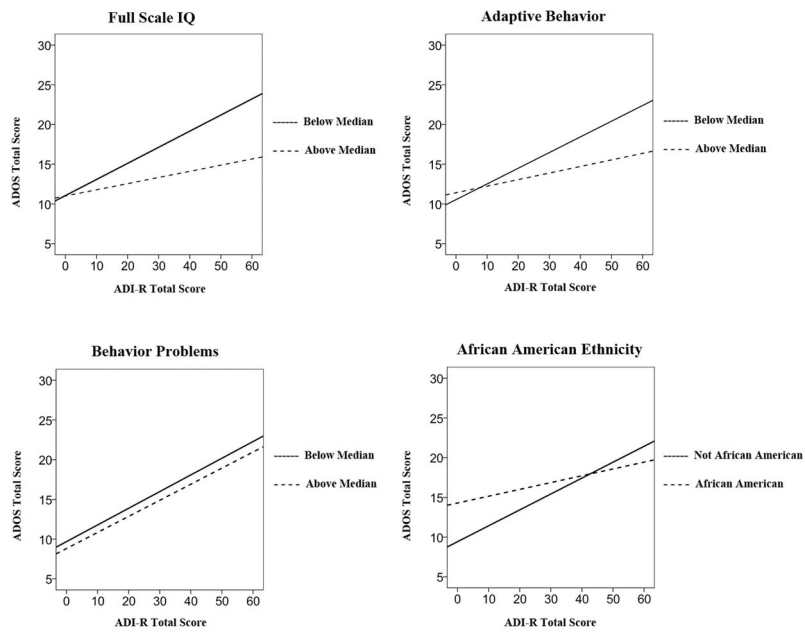 Full Scale IQ
30
25
20
15
10
5
ADOS Total Score
0 10 20 30 40 50 60
ADI-R Total Score
Below Median
Above Median
Adaptive Behavior
30
25
20
15
10
5
ADOS Total Score
0 10 20 30 40 50 60
ADI-R Total Score
Below Median
Above Median
Behavior Problems
30
25
20
15
10
5
ADOS Total Score
0 10 20 30 40 50 60
ADI-R Total Score
Below Median
Above Median
African American Ethnicity
30
25
20
15
10
5
ADOS Total Score
0 10 20 30 40 50 60
ADI-R Total Score
Not African American
African American